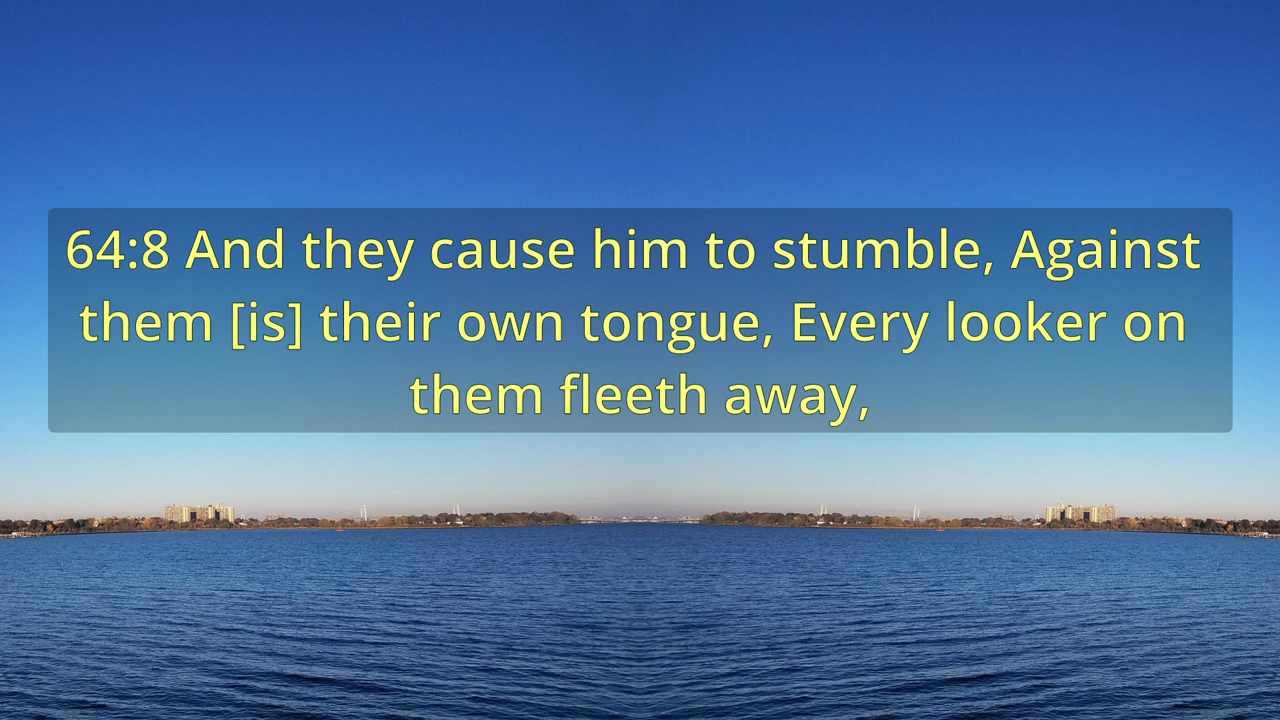 64:8 And they cause him to stumble, Against
them [is] their own tongue, Every looker on
them fleeth away,